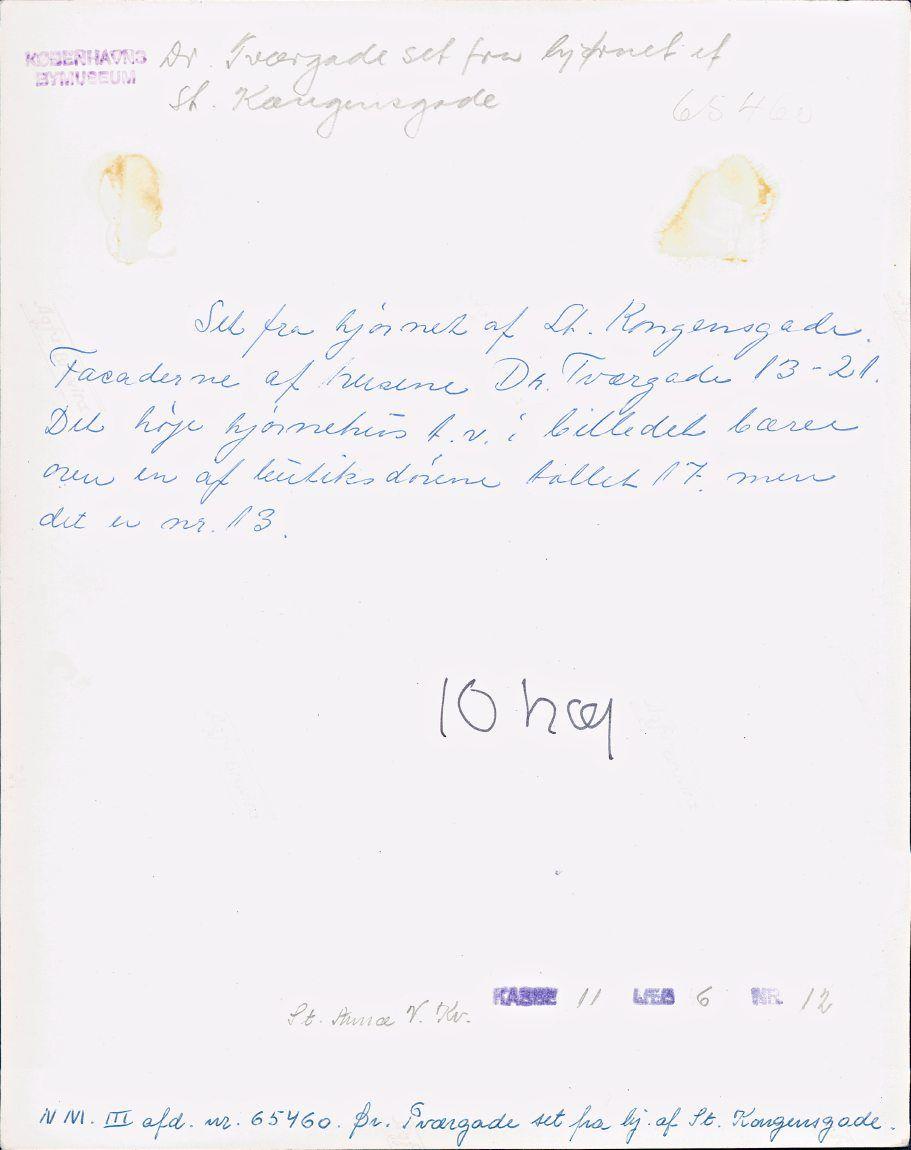 KØBENHAVNS
BYMUSEUM
Dr. Tværgade set fra hjørnet af
St. Kongensgade
65460
Set fra hjørnet af St. Kongensgade.
Facaderne af husene Dr. Tværgade 13-21.
Det høje hjørnehus t.v. i billedet bærer
over en af butiksdørene tallet 17, men
det er nr. 13.
10 høj
St. Annæ V. Kv.
KASSE 11 LÆG 6 NR. 12
N M. III afd. nr. 65460. Dr. Tværgade set fra hj. af St. Kongensgade.